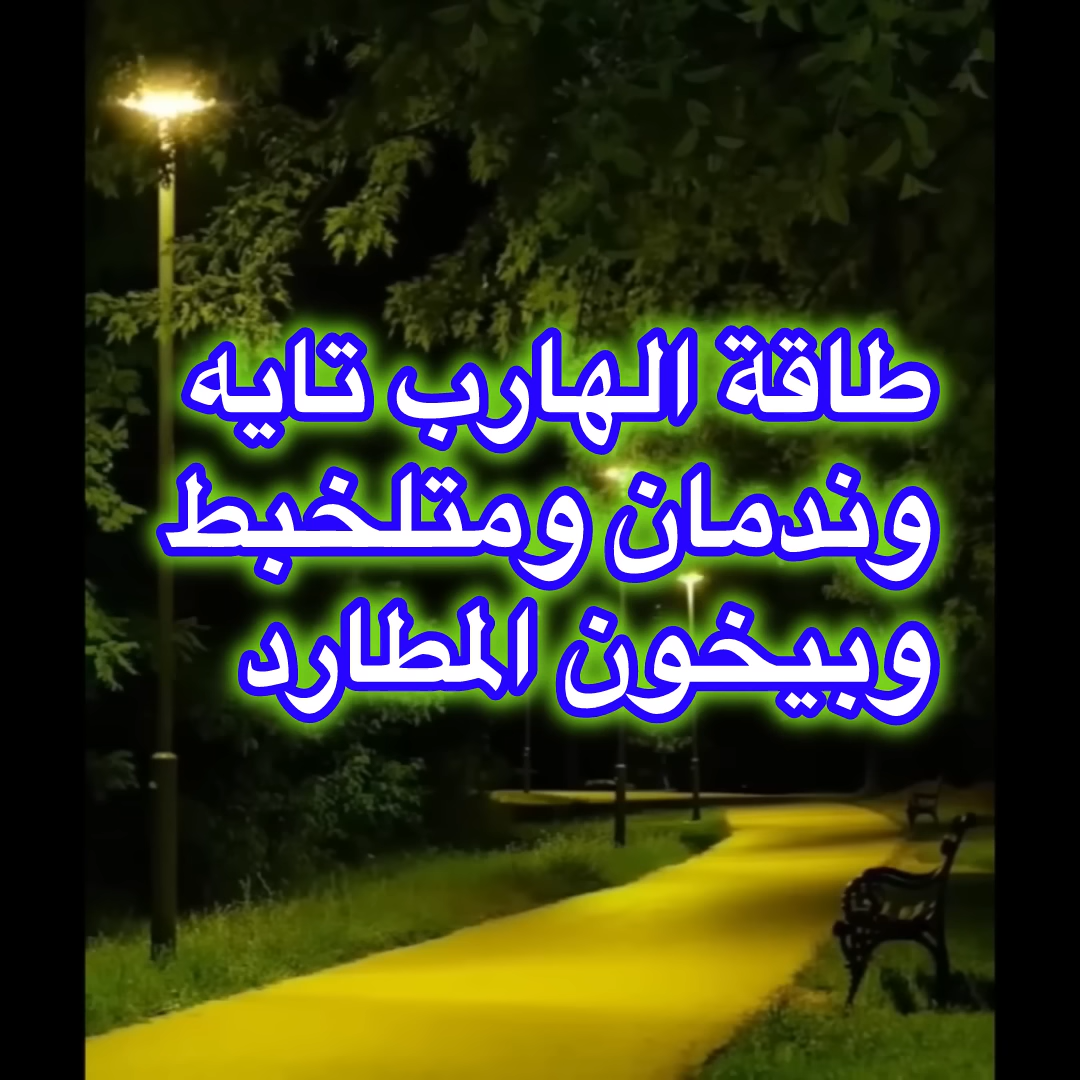 طاقة الهارب تايه
وندمان ومتلخبط
وبيخون المطارد